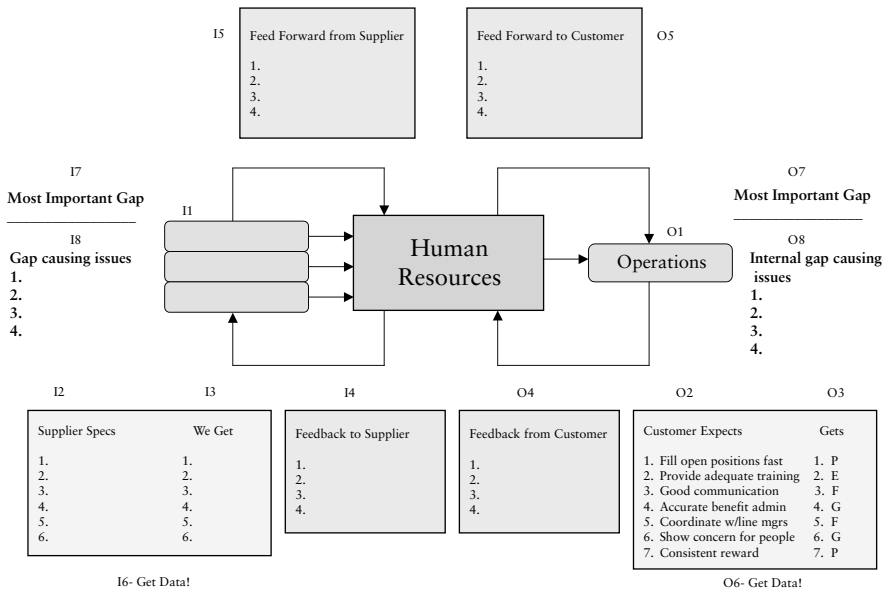 I5
Feed Forward from Supplier
1.
2.
3.
4.
Feed Forward to Customer
1.
2.
3.
4.
O5
I7
Most Important Gap
I8
Gap causing issues
1.
2.
3.
4.
I1
Human
Resources
O1
Operations
O7
Most Important Gap
O8
Internal gap causing
issues
1.
2.
3.
4.
I2
I3
Supplier Specs We Get
1. 1.
2. 2.
3. 3.
4. 4.
5. 5.
6. 6.
I6- Get Data!
I4
Feedback to Supplier
1.
2.
3.
4.
O4
Feedback from Customer
1.
2.
3.
4.
O2
O3
Customer Expects Gets
1. Fill open positions fast 1. P
2. Provide adequate training 2. E
3. Good communication 3. F
4. Accurate benefit admin 4. G
5. Coordinate w/line mgrs 5. F
6. Show concern for people 6. G
7. Consistent reward 7. P
O6- Get Data!